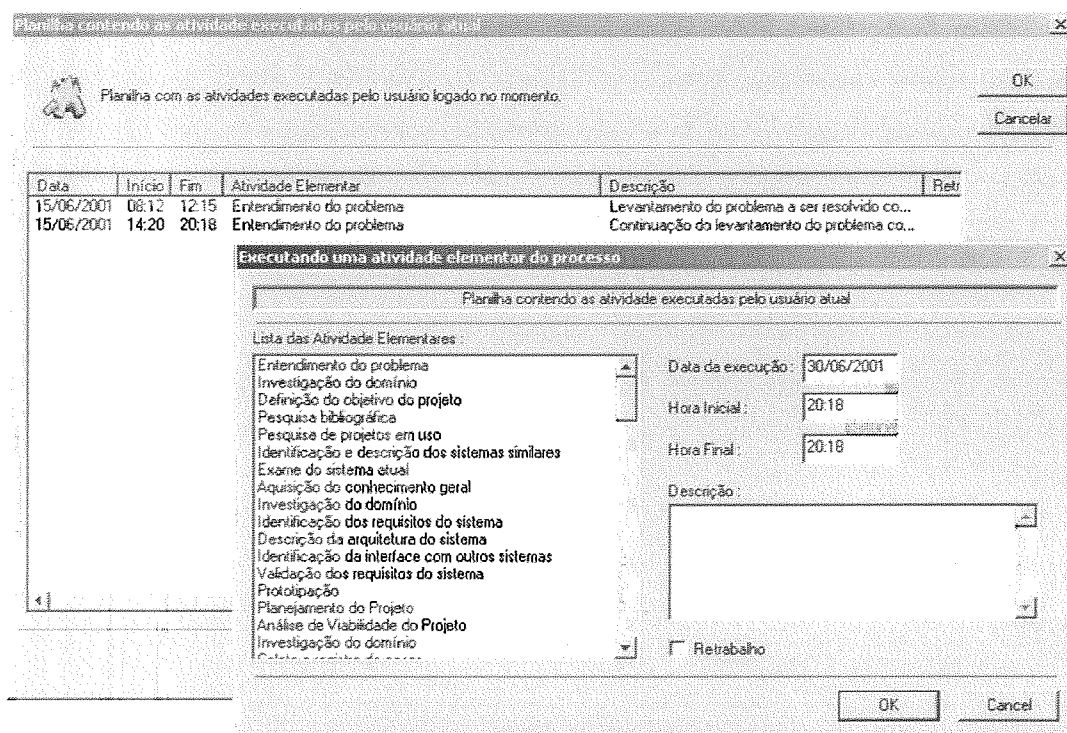 Planilha contendo as atividade executadas pelo usuário atual
Planilha com as atividades executadas pelo usuário logado no momento.
OK
Cancelar
Data Início Fim Atividade Elementar Descrição Retr
15/06/2001 08:12 12:15 Entendimento do problema Levantamento do problema a ser resolvido co...
15/06/2001 14:20 20:18 Entendimento do problema Continuação do levantamento do problema co...
Executando uma atividade elementar do processo
Planilha contendo as atividade executadas pelo usuário atual
Lista das Atividade Elementares :
Entendimento do problema
Investigação do domínio
Definição do objetivo do projeto
Pesquisa bibliográfica
Pesquisa de projetos em uso
Identificação e descrição dos sistemas similares
Exame do sistema atual
Aquisição do conhecimento geral
Investigação do domínio
Identificação dos requisitos do sistema
Descrição da arquitetura do sistema
Identificação da interface com outros sistemas
Validação dos requisitos do sistema
Prototipação
Planejamento do Projeto
Análise de Viabilidade do Projeto
Investigação do domínio
Data da execução : 30/06/2001
Hora Inicial : 20:18
Hora Final : 20:18
Descrição :
Retrabalho
OK
Cancel